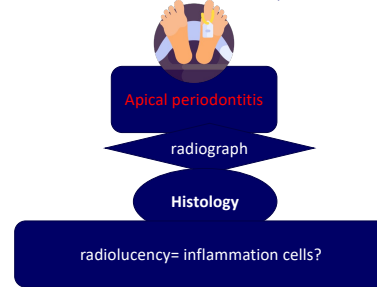 Apical periodontitis
radiograph
Histology
radiolucency= inflammation cells?